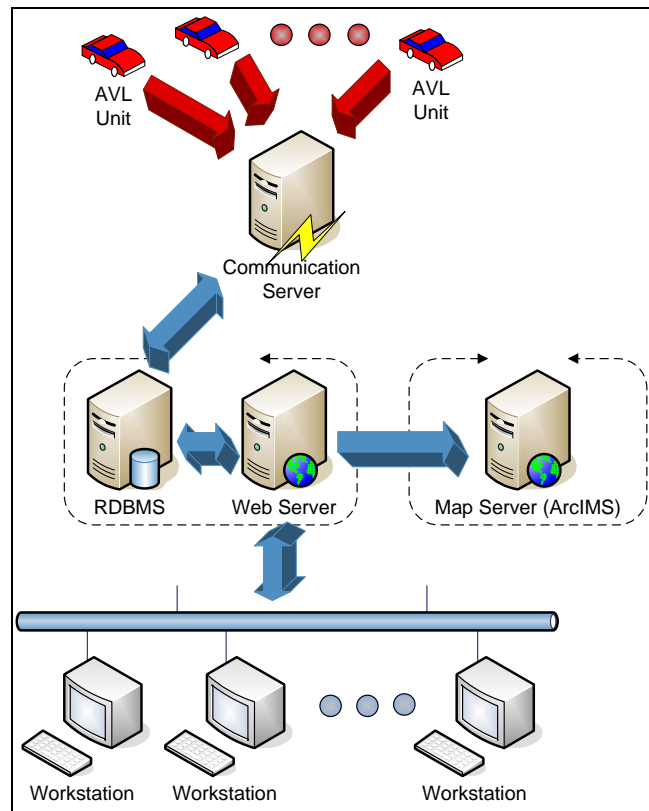 AVL
Unit
AVL
Unit
Communication
Server
RDBMS
Web Server
Map Server (ArcIMS)
Workstation
Workstation
Workstation